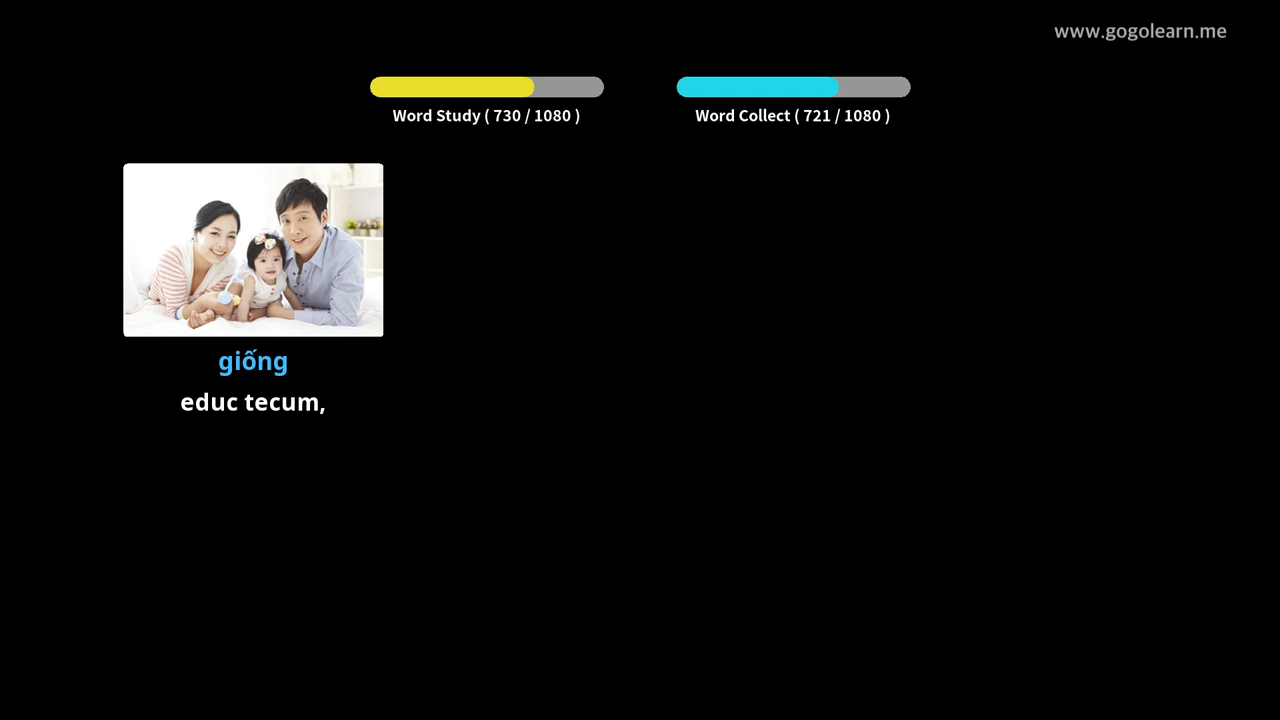 www.gogolearn.me
Word Study ( 730 / 1080 )
Word Collect ( 721 / 1080 )
giống
educ tecum,